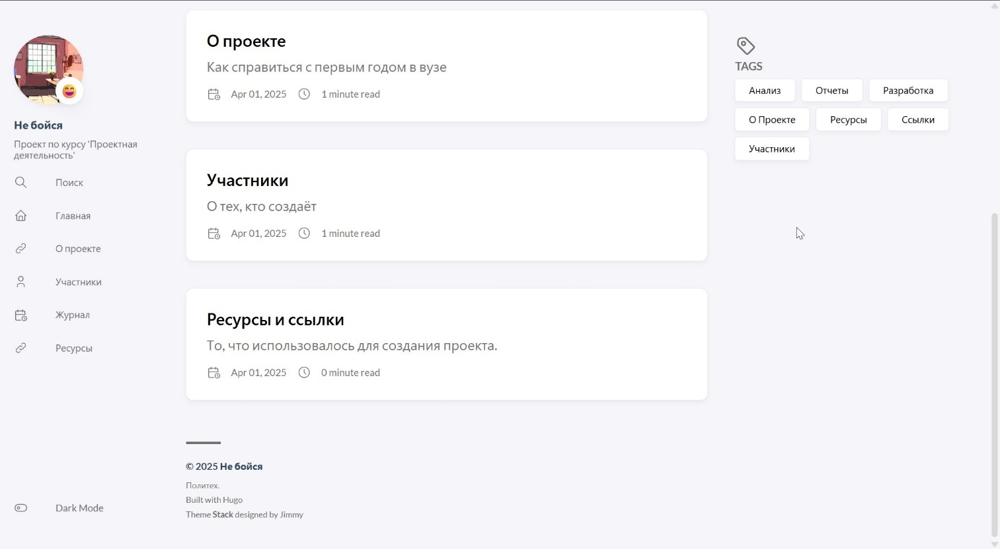 Не бойся
Проект по курсу 'Проектная
деятельность'
Поиск
Главная
О проекте
Участники
Журнал
Ресурсы
Dark Mode
О проекте
Как справиться с первым годом в вузе
Apr 01, 2025 1 minute read
Участники
О тех, кто создаёт
Apr 01, 2025 1 minute read
Ресурсы и ссылки
То, что использовалось для создания проекта.
Apr 01, 2025 0 minute read
© 2025 Не бойся
Политех.
Built with Hugo
Theme Stack designed by Jimmy
TAGS
Анализ Отчеты Разработка
О Проекте Ресурсы Ссылки
Участники